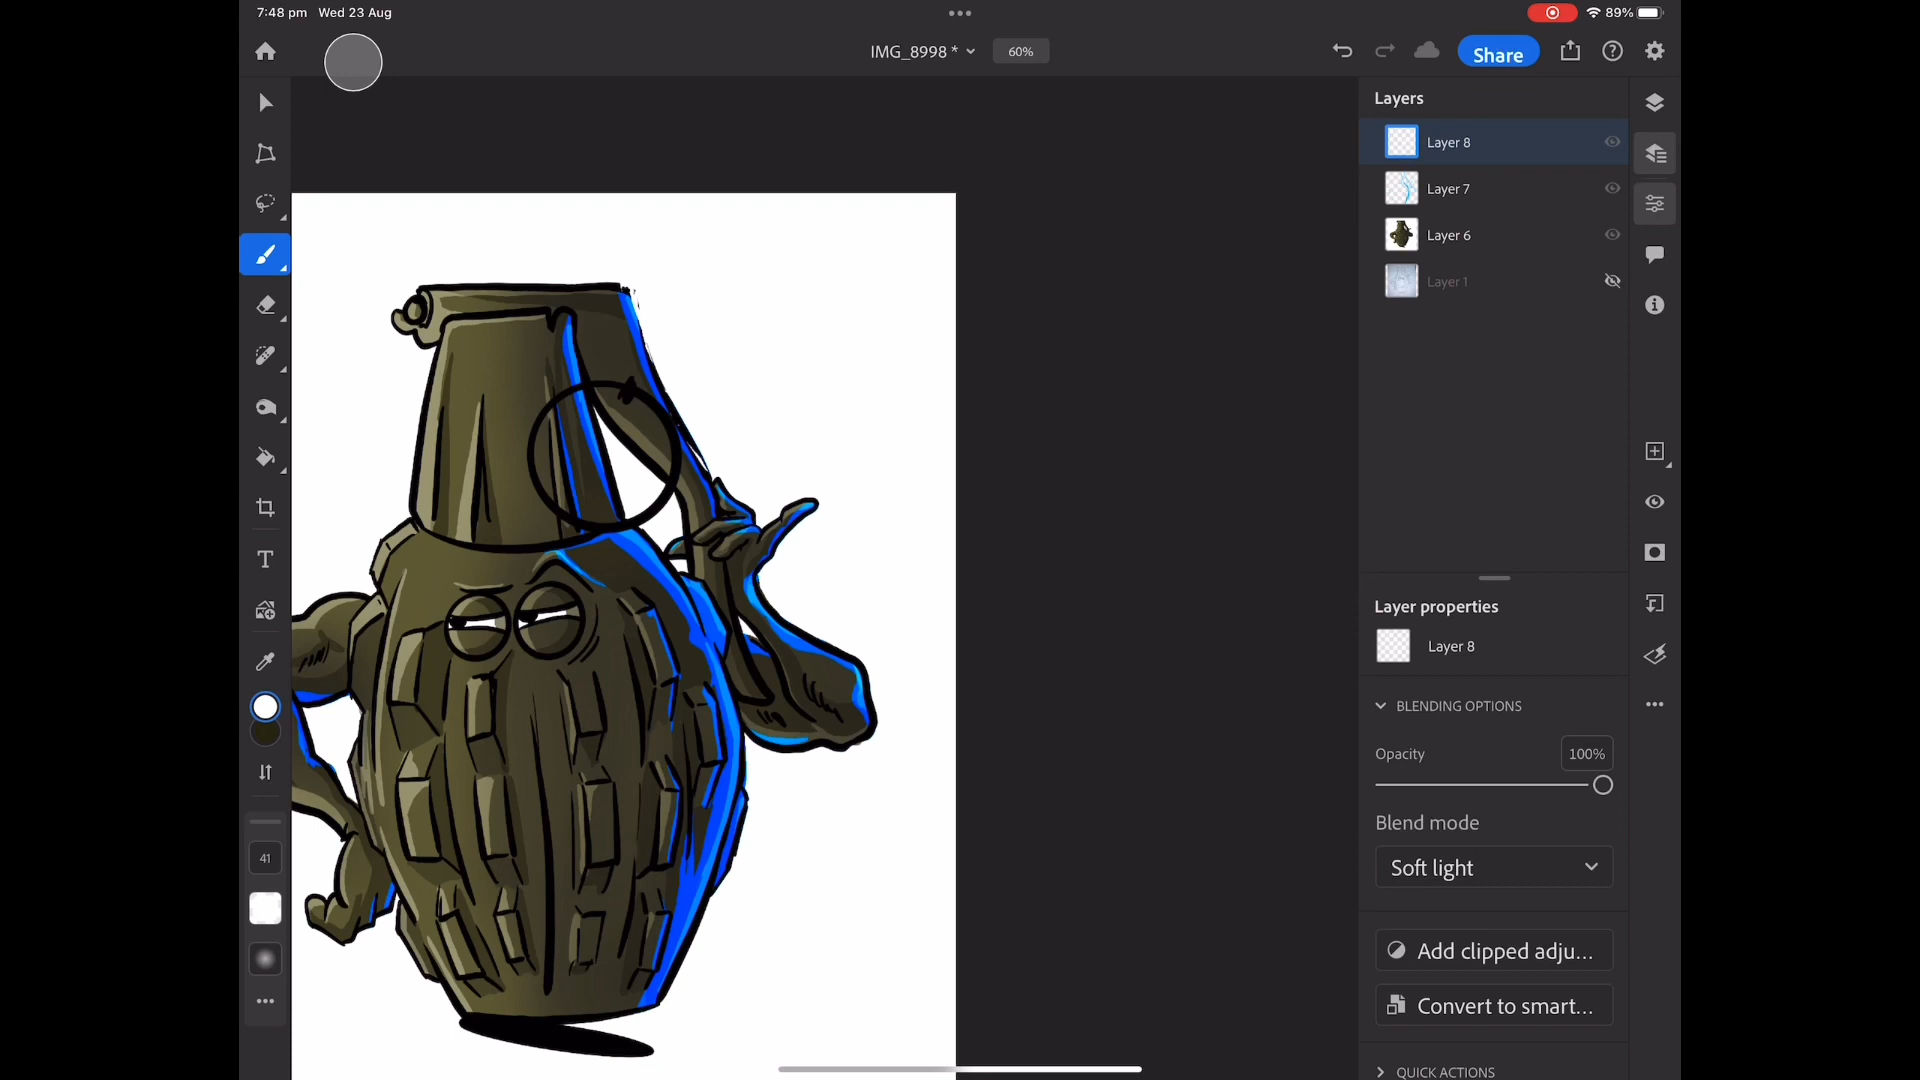 7:48 pm Wed 23 Aug
89%
IMG_8998 *
60%
Share
Layers
Layer 8
Layer 7
Layer 6
Layer 1
T
41
Layer properties
Layer 8
BLENDING OPTIONS
Opacity
100%
Blend mode
Soft light
Add clipped adju...
Convert to smart...
QUICK ACTIONS